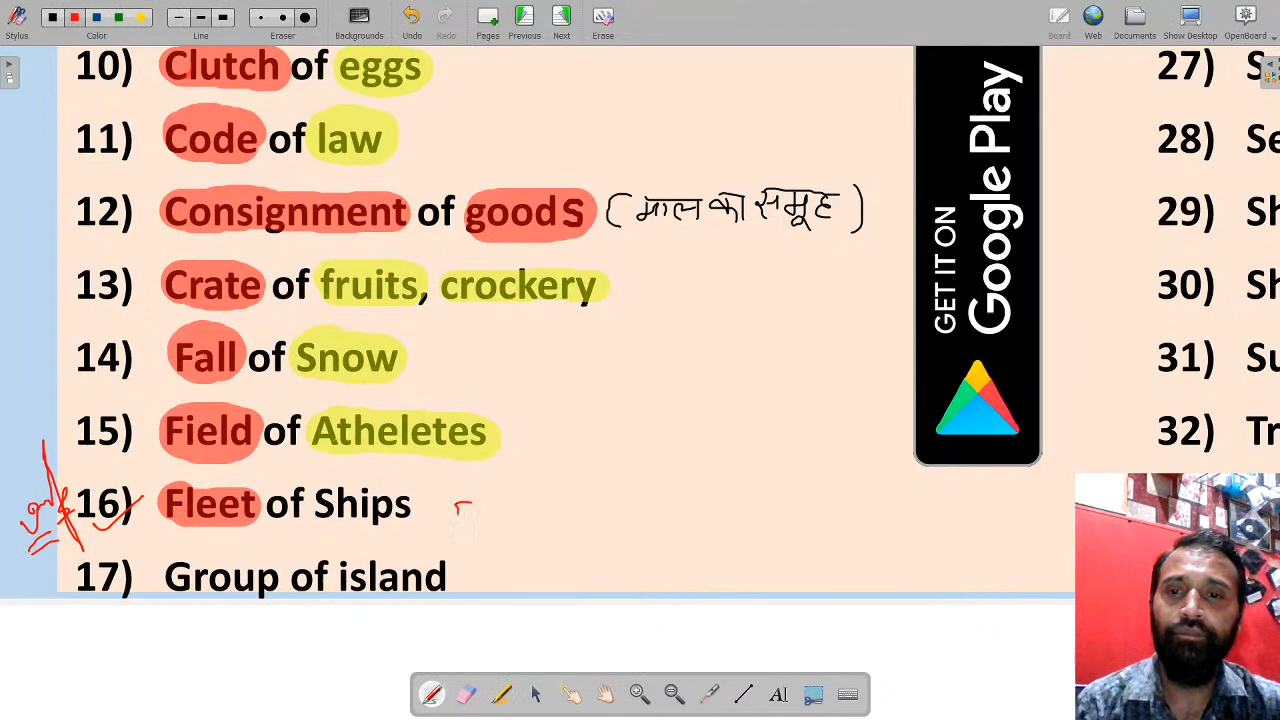 Stylus
Color
Line
Eraser
Backgrounds
Undo
Redo
Pages
Previous
Next
Erase
Board
Web
Documents
Show Desktop
OpenBoard
10) Clutch of eggs
11) Code of law
12) Consignment of goods (माल का समूह)
13) Crate of fruits, crockery
14) Fall of Snow
15) Field of Atheletes
16) Fleet of Ships
17) Group of island
GET IT ON
Google Play
27) S
28) Se
29) Sh
30) Sh
31) Su
32) Tr